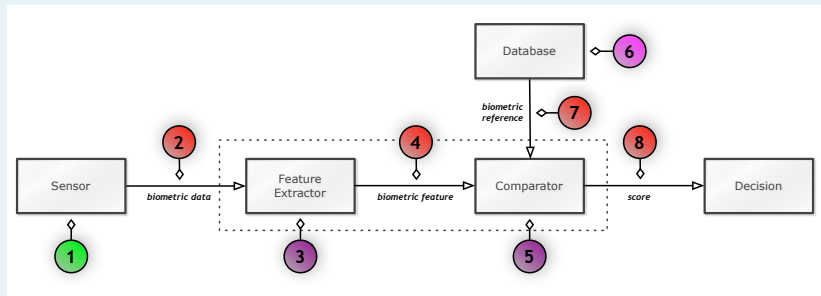 Database
6
biometric
reference
7
2
4
8
Sensor
biometric data
Feature
Extractor
biometric feature
Comparator
score
Decision
1
3
5